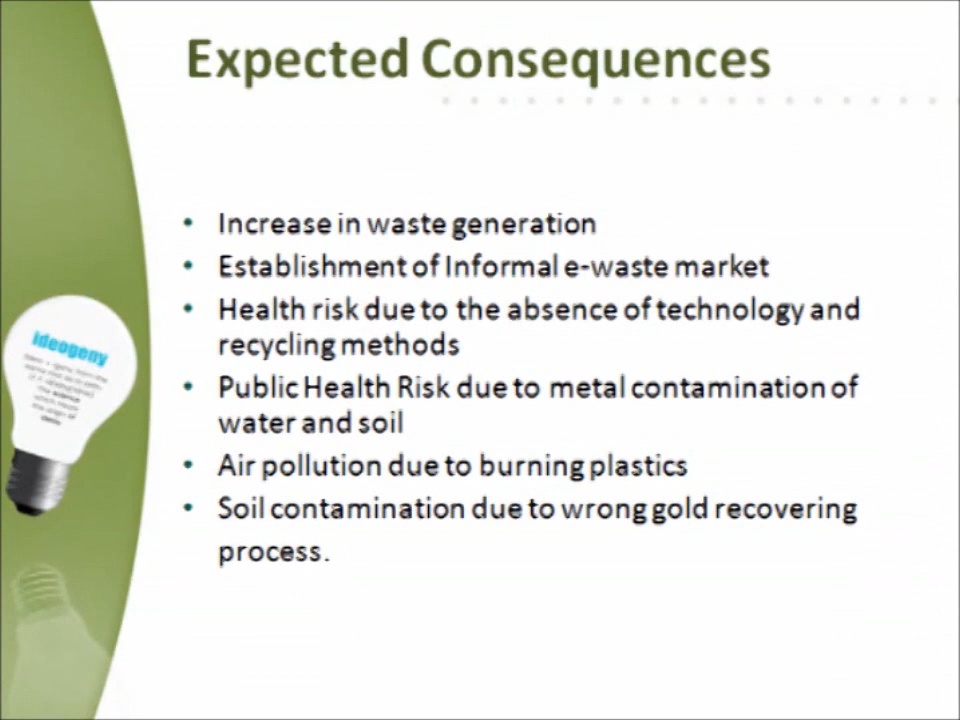 Expected Consequences
• Increase in waste generation
• Establishment of Informal e-waste market
• Health risk due to the absence of technology and
recycling methods
• Public Health Risk due to metal contamination of
water and soil
• Air pollution due to burning plastics
• Soil contamination due to wrong gold recovering
process.
ideogeny